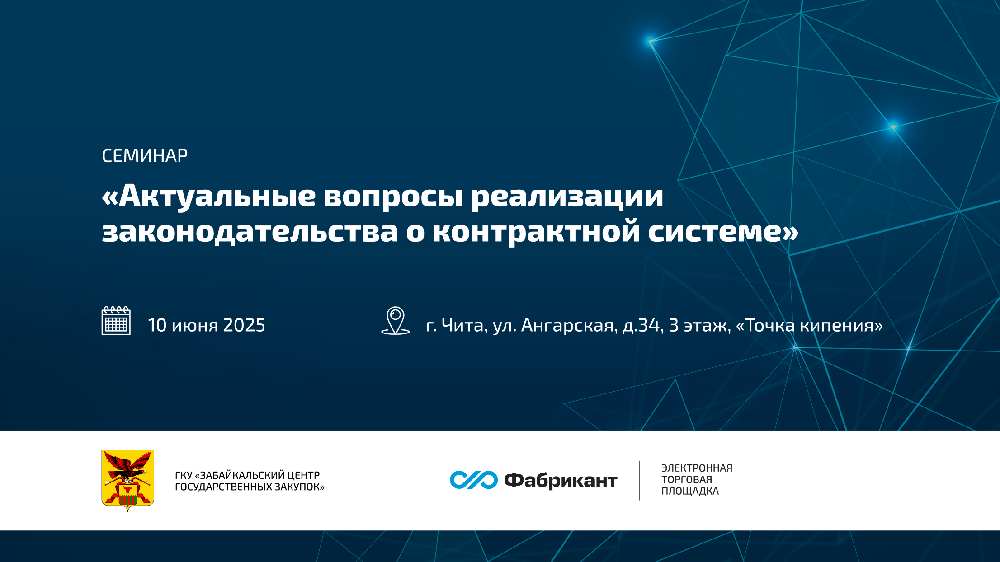 СЕМИНАР
«Актуальные вопросы реализации
законодательства о контрактной системе»
10 июня 2025
г. Чита, ул. Ангарская, д.34, 3 этаж, «Точка кипения»
ГКУ «ЗАБАЙКАЛЬСКИЙ ЦЕНТР
ГОСУДАРСТВЕННЫХ ЗАКУПОК»
Фабрикант
ЭЛЕКТРОННАЯ
ТОРГОВАЯ
ПЛОЩАДКА